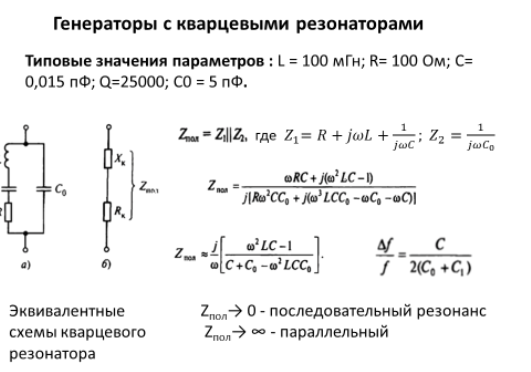 Генераторы с кварцевыми резонаторами
Типовые значения параметров : L = 100 мГн; R= 100 Ом; C=
0,015 пФ; Q=25000; C0 = 5 пФ.
Zпол = Z₁||Z₂, где Z₁= R + jωL + 1/(jωC); Z₂ = 1/(jωC₀)
C₀
Xк
Rк
Zпол
Zпол = (ωRC + j(ω²LC – 1))/(j[Rω²CC₀ + j(ω³LCC₀ – ωC₀ – ωC)])
Zпол ≈ j/ω[(ω²LC – 1)/(C + C₀ – ω²LCC₀)].
Δf/f = C/(2(C₀ + C₁))
а)
б)
Эквивалентные
схемы кварцевого
резонатора
Zпол→ 0 - последовательный резонанс
Zпол→ ∞ - параллельный